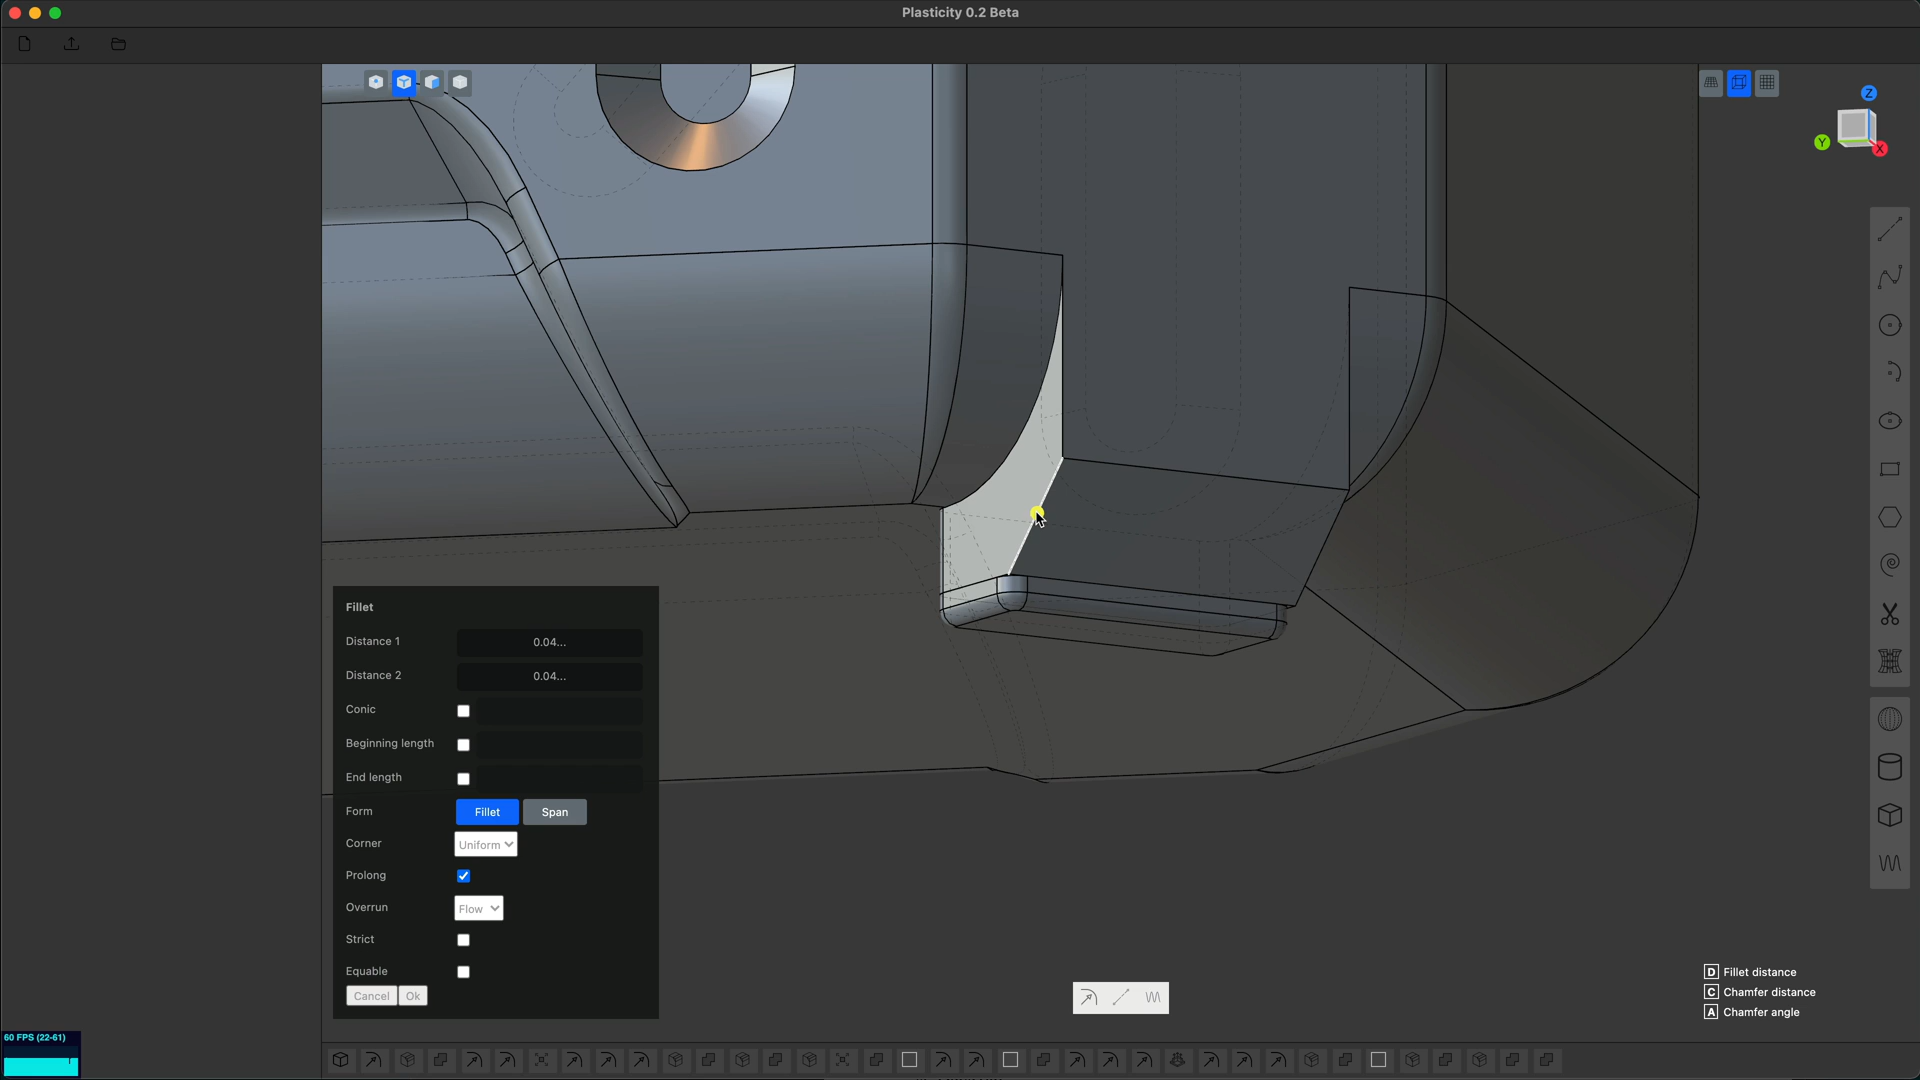 Plasticity 0.2 Beta
Z
Y
X
Fillet
Distance 1
0.04...
Distance 2
0.04...
Conic
Beginning length
End length
Form
Fillet
Span
Corner
Uniform
Prolong
Overrun
Flow
Strict
Equable
Cancel
Ok
D Fillet distance
C Chamfer distance
A Chamfer angle
60 FPS (22-61)